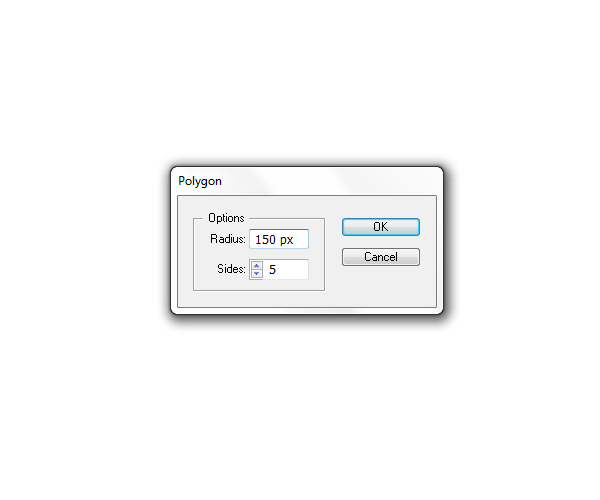 Polygon
Options
Radius: 150 px
OK
Sides: 5
Cancel